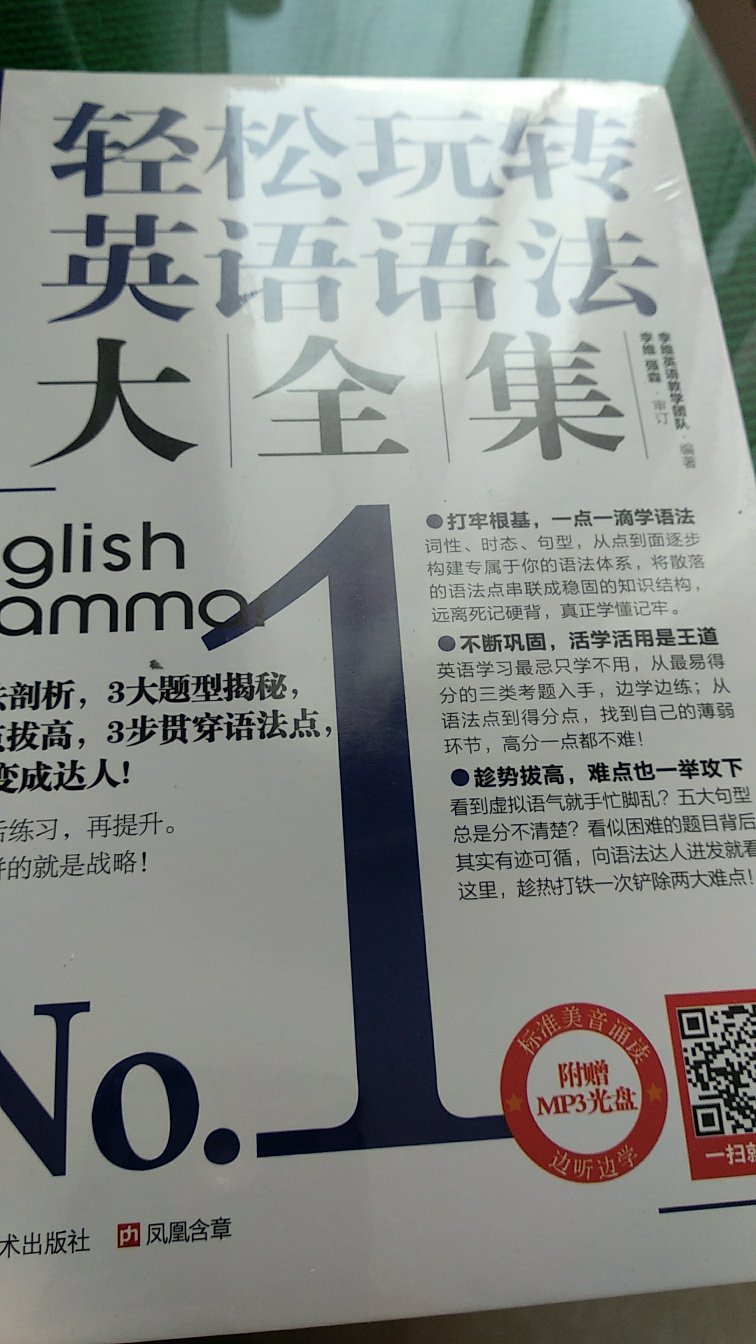 轻松玩转
英语语法
大全集
李维英语教学团队·编著
李维 强森·审订
glish
ammar
剖析，3大题型揭秘，
拔高，3步贯穿语法点，
变成达人！
后练习，再提升。
拼的就是战略！
●打牢根基，一点一滴学语法
词性、时态、句型，从点到面逐步
构建专属于你的语法体系，将散落
的语法点串联成稳固的知识结构，
远离死记硬背，真正学懂记牢。
●不断巩固，活学活用是王道
英语学习最忌只学不用，从最易得
分的三类考题入手，边学边练；从
语法点到得分点，找到自己的薄弱
环节，高分一点都不难！
●趁势拔高，难点也一举攻下
看到虚拟语气就手忙脚乱？五大句型
总是分不清楚？看似困难的题目背后
其实有迹可循，向语法达人进发就看
这里，趁热打铁一次铲除两大难点！
No.1
标准美音诵读
附赠
MP3光盘
边听边学
一扫就
术出版社
ph 凤凰含章